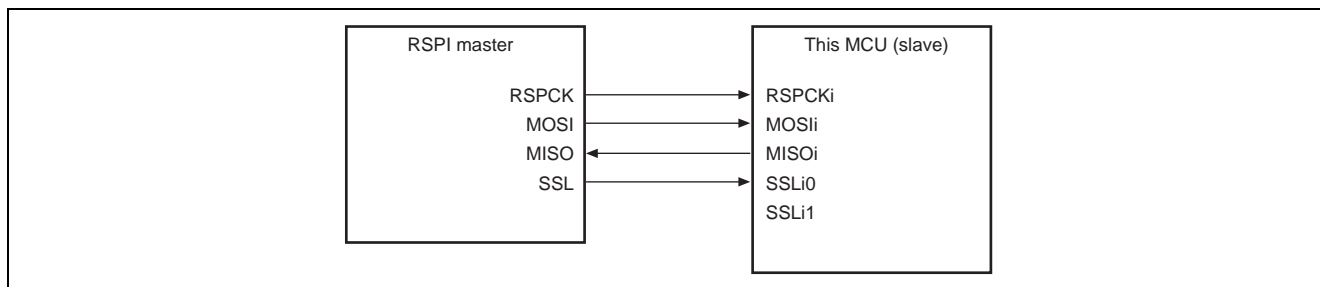 RSPI master
This MCU (slave)
RSPCK
RSPCKi
MOSI
MOSIi
MISO
MISOi
SSL
SSLi0
SSLi1